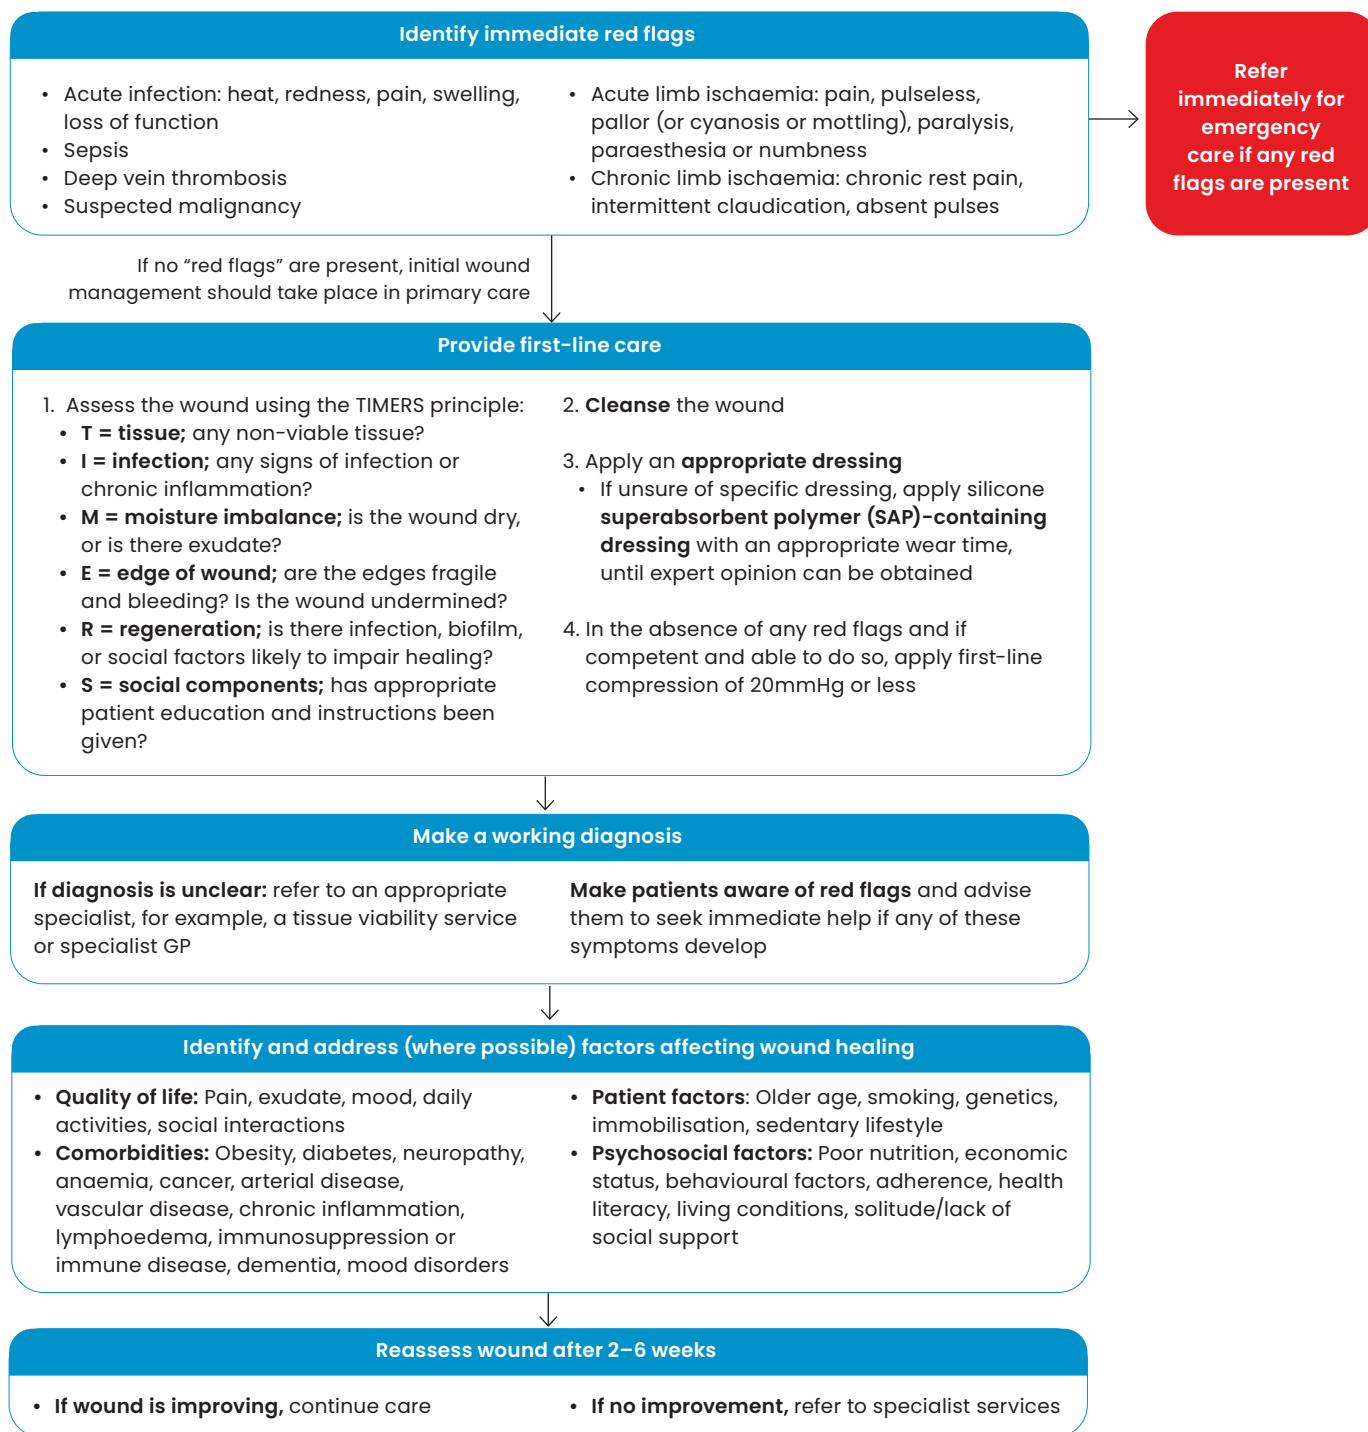 Identify immediate red flags
• Acute infection: heat, redness, pain, swelling,
loss of function
• Sepsis
• Deep vein thrombosis
• Suspected malignancy
• Acute limb ischaemia: pain, pulseless,
pallor (or cyanosis or mottling), paralysis,
paraesthesia or numbness
• Chronic limb ischaemia: chronic rest pain,
intermittent claudication, absent pulses
Refer
immediately for
emergency
care if any red
flags are present
If no “red flags” are present, initial wound
management should take place in primary care
Provide first-line care
1. Assess the wound using the TIMERS principle:
• T = tissue; any non-viable tissue?
• I = infection; any signs of infection or
chronic inflammation?
• M = moisture imbalance; is the wound dry,
or is there exudate?
• E = edge of wound; are the edges fragile
and bleeding? Is the wound undermined?
• R = regeneration; is there infection, biofilm,
or social factors likely to impair healing?
• S = social components; has appropriate
patient education and instructions been
given?
2. Cleanse the wound
3. Apply an appropriate dressing
• If unsure of specific dressing, apply silicone
superabsorbent polymer (SAP)-containing
dressing with an appropriate wear time,
until expert opinion can be obtained
4. In the absence of any red flags and if
competent and able to do so, apply first-line
compression of 20mmHg or less
Make a working diagnosis
If diagnosis is unclear: refer to an appropriate
specialist, for example, a tissue viability service
or specialist GP
Make patients aware of red flags and advise
them to seek immediate help if any of these
symptoms develop
Identify and address (where possible) factors affecting wound healing
• Quality of life: Pain, exudate, mood, daily
activities, social interactions
• Comorbidities: Obesity, diabetes, neuropathy,
anaemia, cancer, arterial disease,
vascular disease, chronic inflammation,
lymphoedema, immunosuppression or
immune disease, dementia, mood disorders
• Patient factors: Older age, smoking, genetics,
immobilisation, sedentary lifestyle
• Psychosocial factors: Poor nutrition, economic
status, behavioural factors, adherence, health
literacy, living conditions, solitude/lack of
social support
Reassess wound after 2–6 weeks
• If wound is improving, continue care
• If no improvement, refer to specialist services